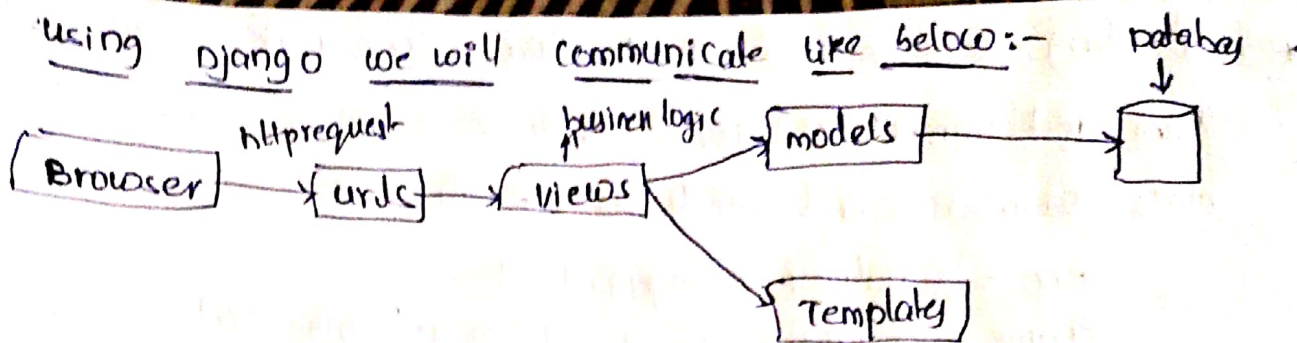 using Django we will communicate like below:-
Database
httprequest
business logic
Browser
urls
views
models
Templates